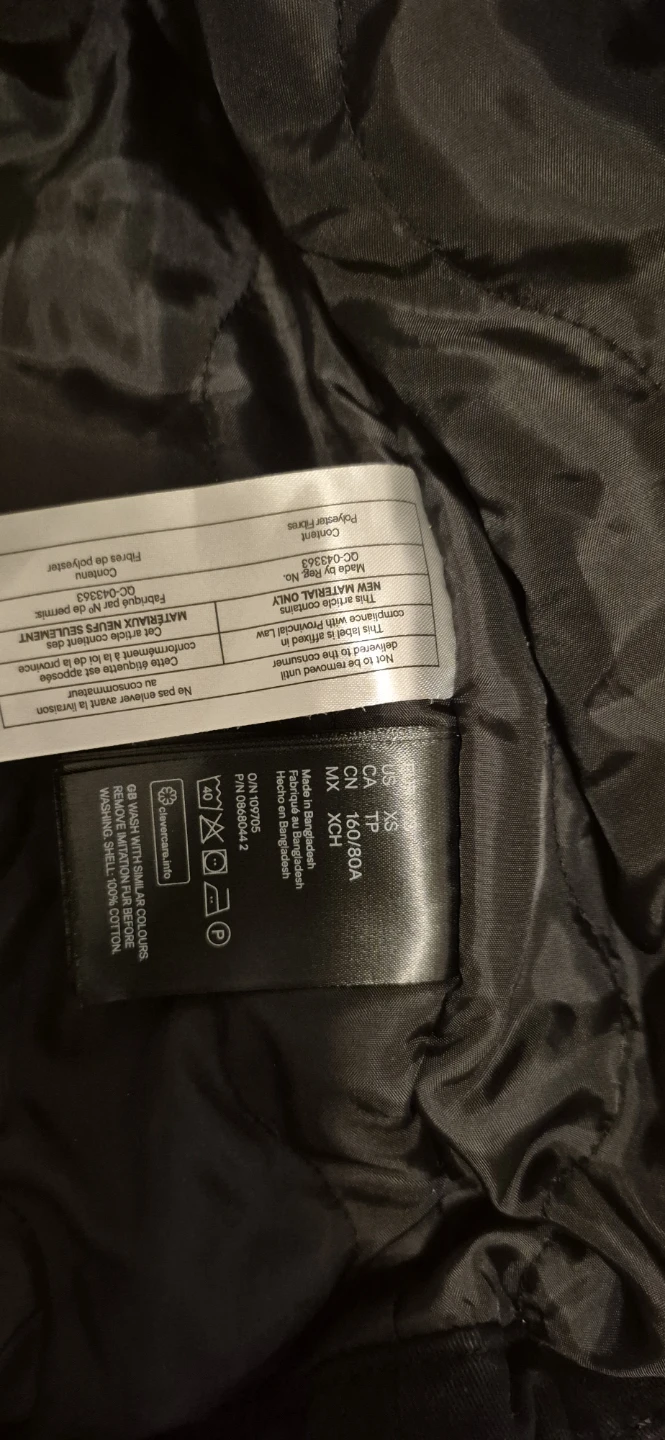 Ne pas enlever avant la livraison
au consommateur
Cette étiquette est apposée
conformément à la loi de la province
Cet article contient des
MATÉRIAUX NEUFS SEULEMENT
Fabriqué par Nº de permis:
QC-043363
Contenu
Fibres de polyester
Not to be removed until
delivered to the consumer
This label is affixed in
compliance with Provincial Law
This article contains
NEW MATERIAL ONLY
Made by Reg. No.
QC-043363
Content
Polyester Fibres
US XS
CA TP
CN 160/80A
MX XCH
Made in Bangladesh
Fabriqué au Bangladesh
Hecho en Bangladesh
O/N 109705
P/N 0868044 2
40
P
clevercare.info
GB WASH WITH SIMILAR COLOURS.
REMOVE IMITATION FUR BEFORE
WASHING. SHELL: 100% COTTON.